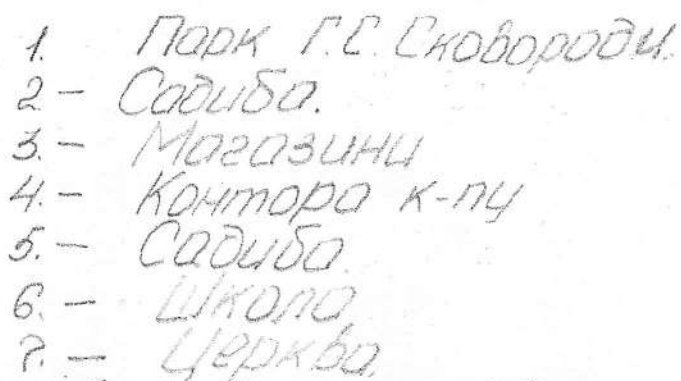 1. Парк Г.С. Сковороди.
2 - Садиба.
3. - Магазини
4. - Контора к-пу
5. - Садиба
6. - Школа
7. - Церква.